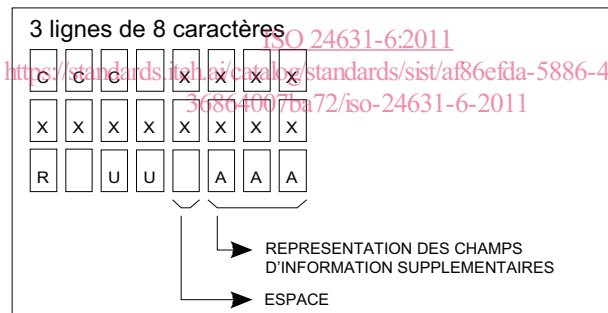 3 lignes de 8 caractères
ISO 24631-6:2011
C C C X X X X
https://standards.iteh.ai/catalog/standards/sist/af86efda-5886-4
36864007ba72/iso-24631-6-2011
X X X X X X X X
R U U A A A
REPRESENTATION DES CHAMPS
D'INFORMATION SUPPLEMENTAIRES
ESPACE